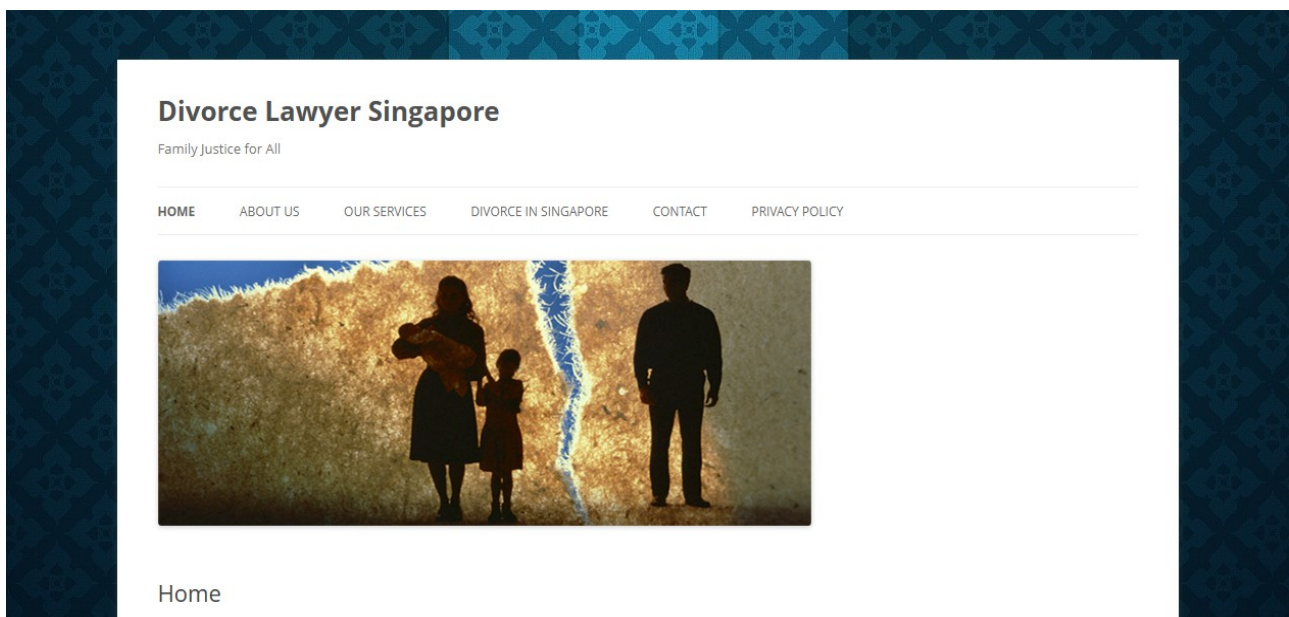 Divorce Lawyer Singapore
Family Justice for All
HOME ABOUT US OUR SERVICES DIVORCE IN SINGAPORE CONTACT PRIVACY POLICY
Home